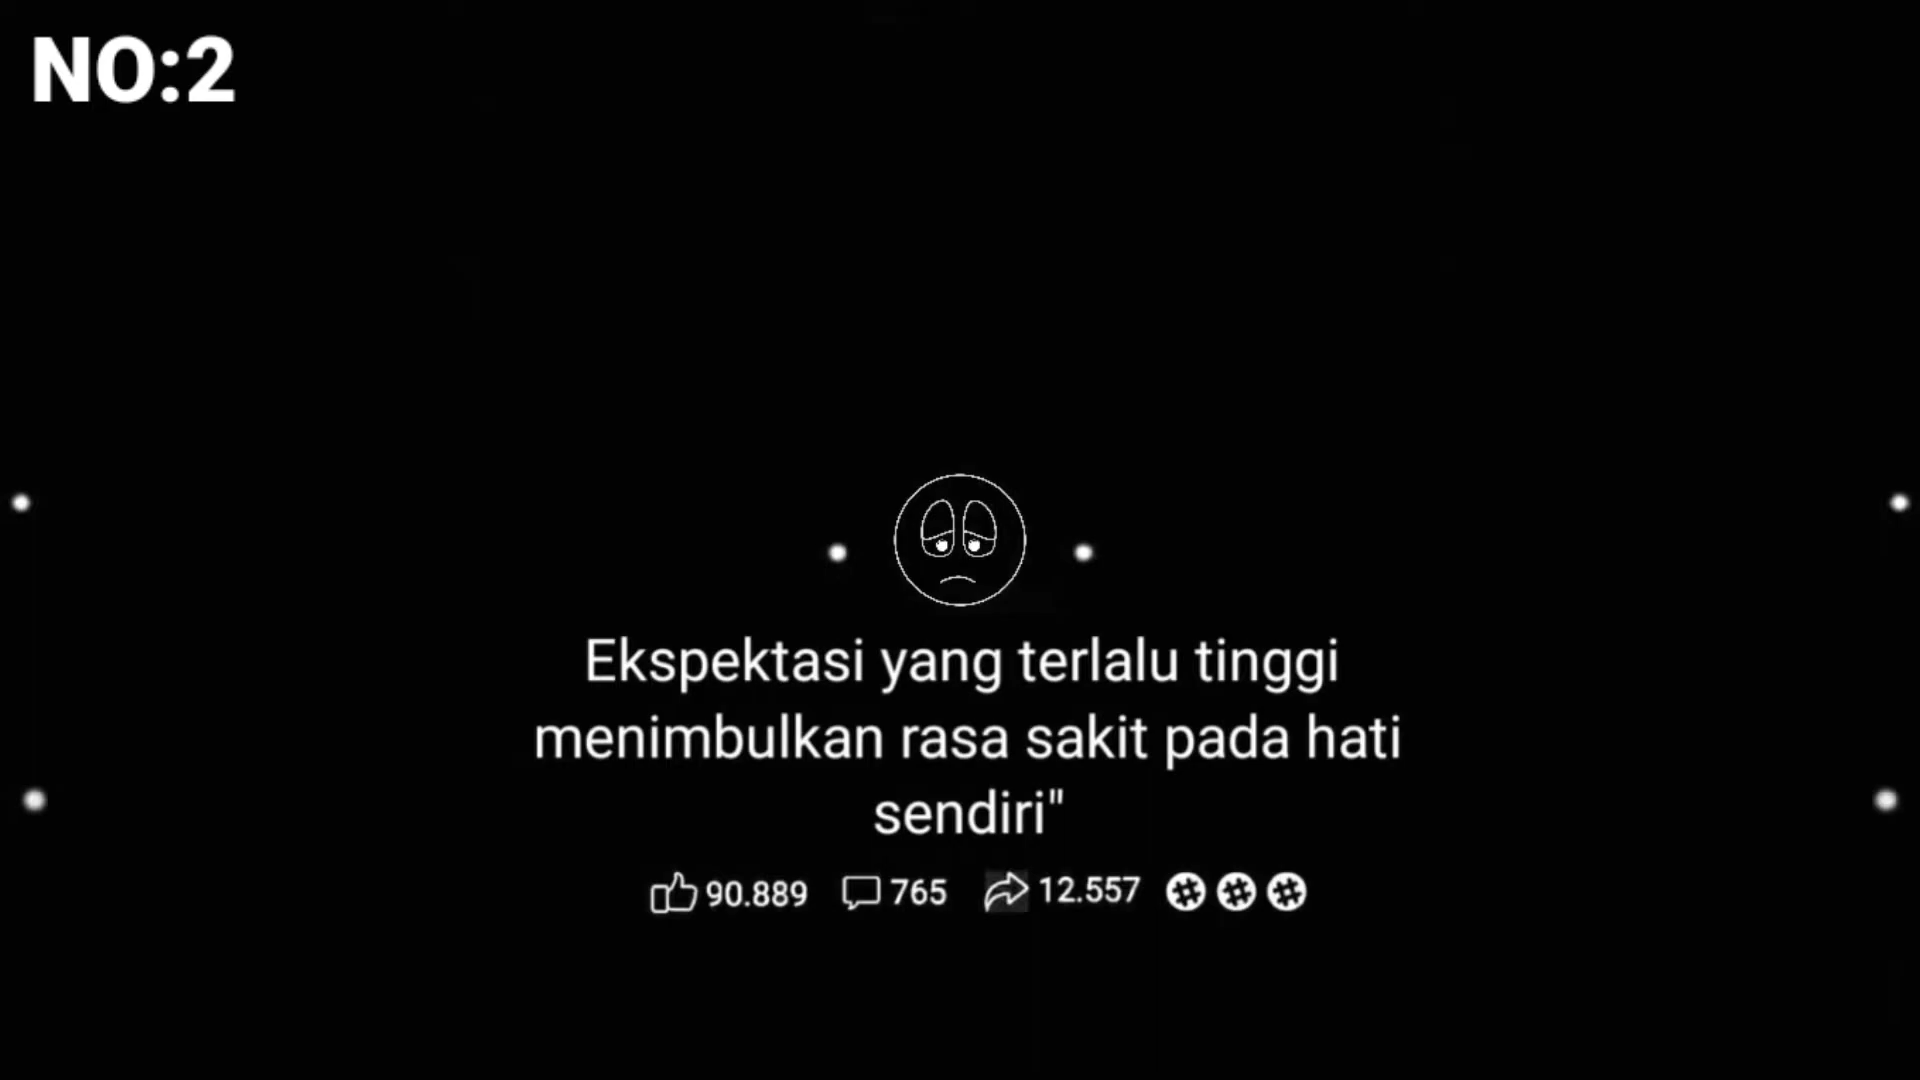 NO:2
Ekspektasi yang terlalu tinggi
menimbulkan rasa sakit pada hati
sendiri"
90.889 765 12.557